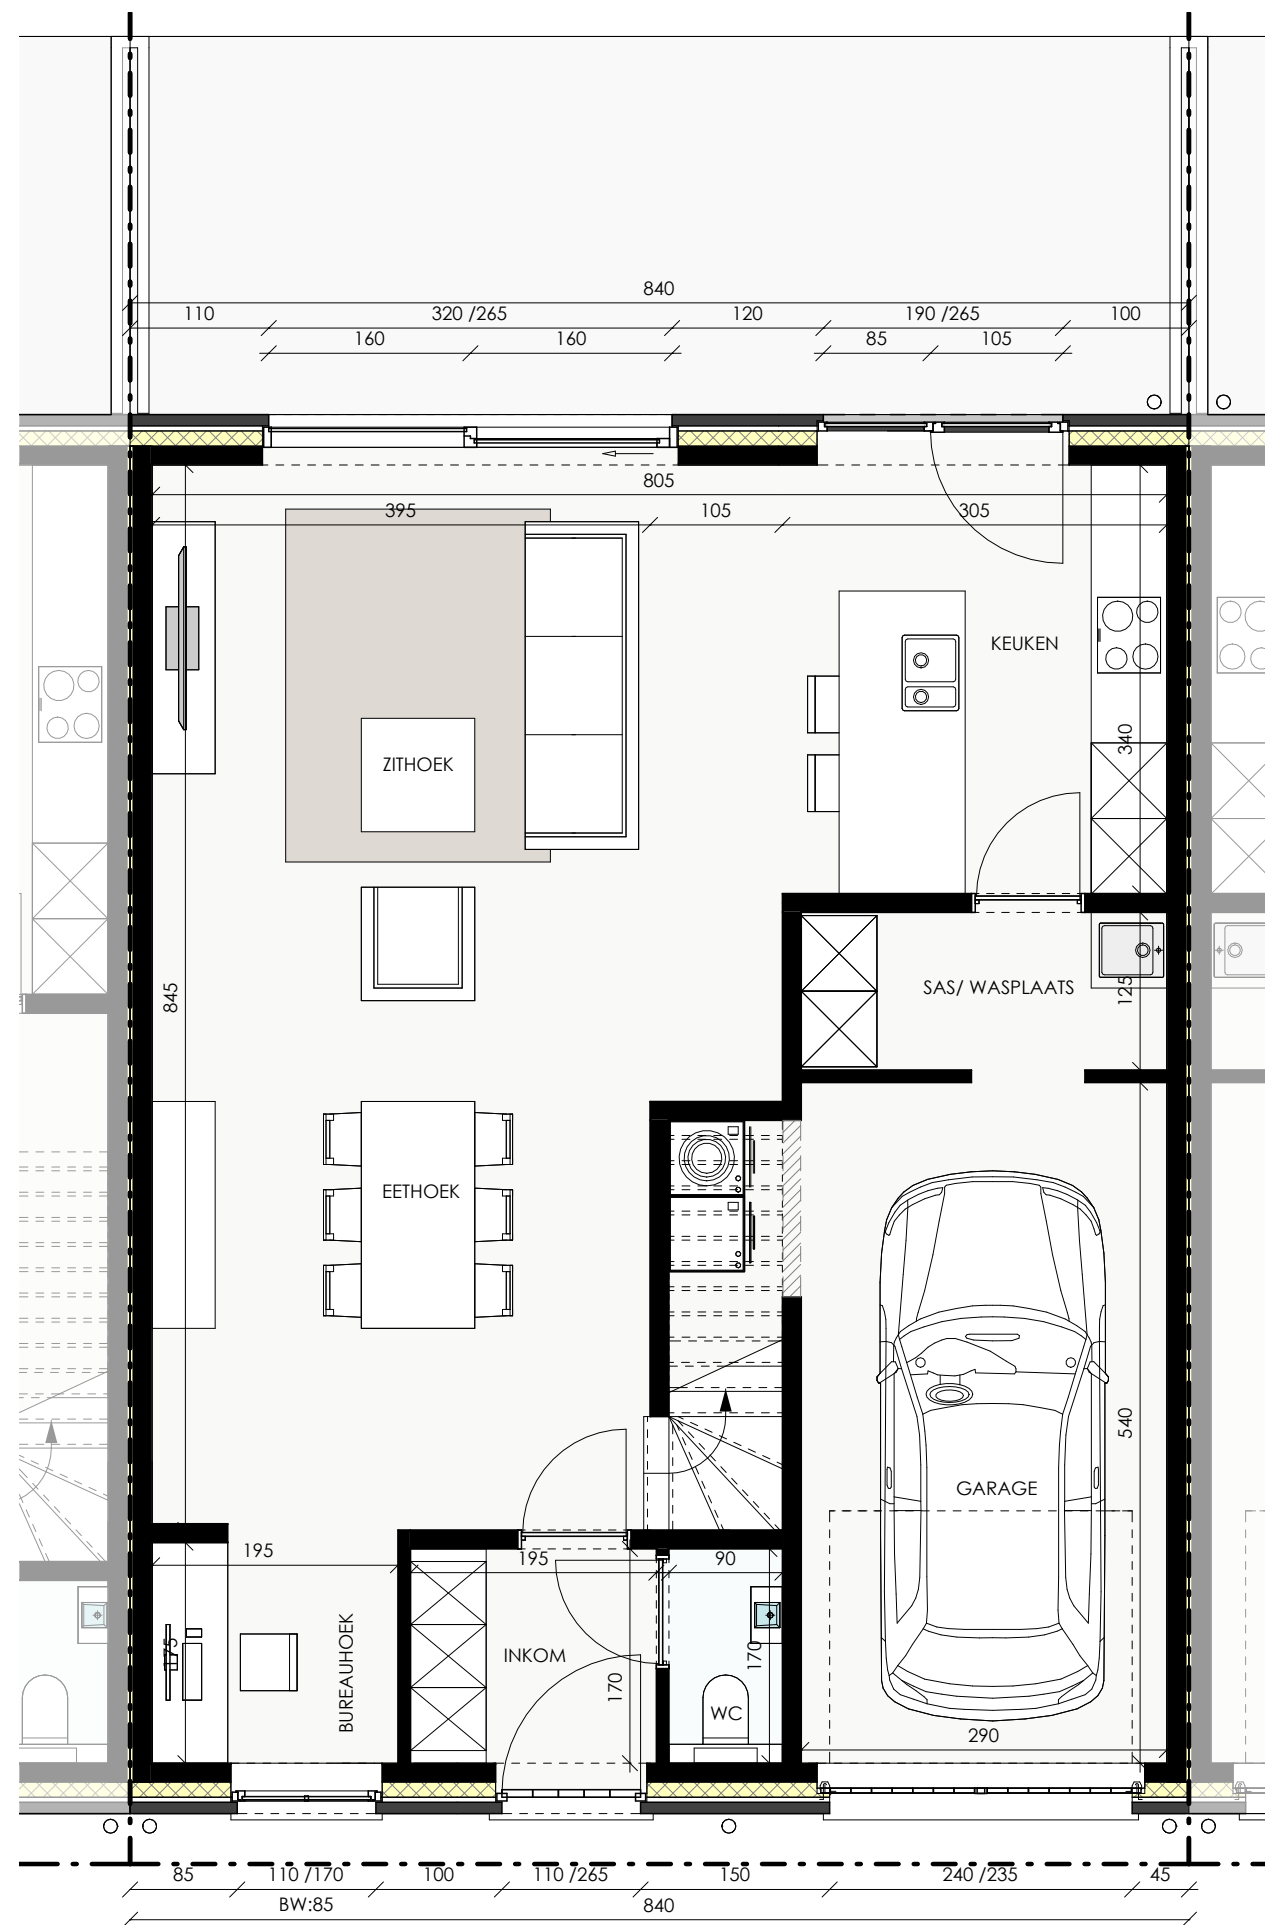 840
110 320 /265 120 190 /265 100
160 160 85 105
805
395 105 305
KEUKEN
340
ZITHOEK
845
SAS/ WASPLAATS
125
EETHOEK
540
GARAGE
195 195 90
175
BUREAUHOEK
INKOM
170
170
WC
290
85 110 /170 100 110 /265 150 240 /235 45
BW:85 840